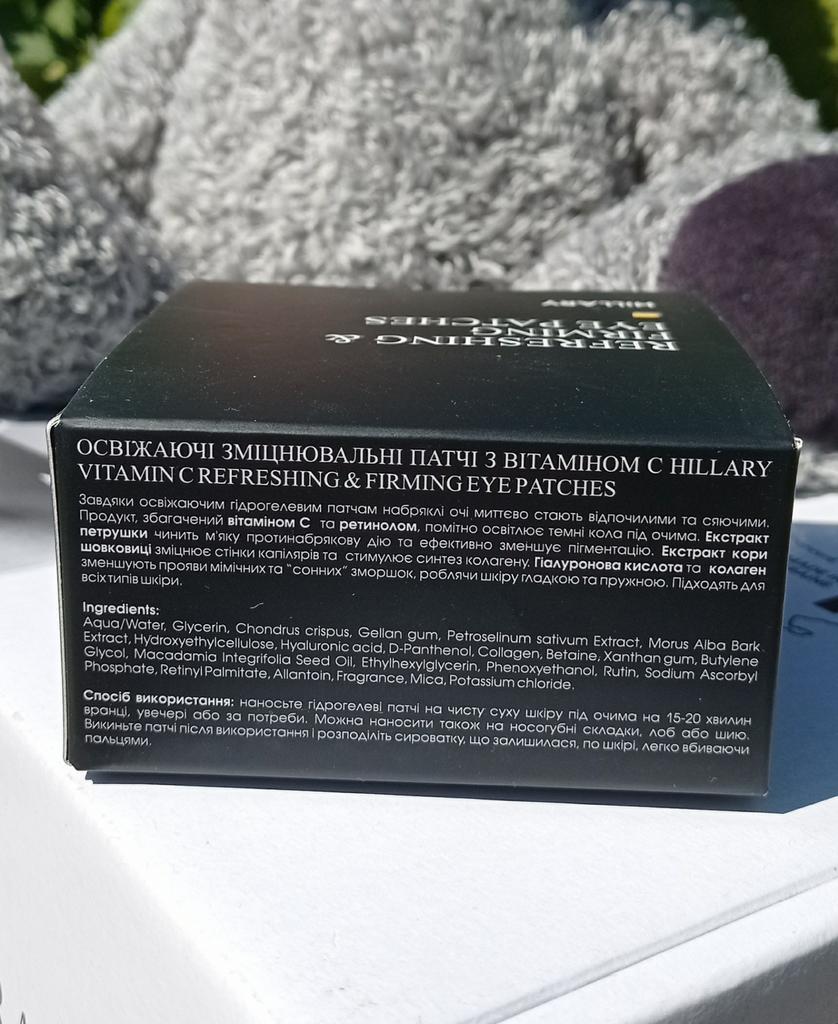 HILLARY
REFRESHING &
FIRMING
EYE PATCHES
ОСВІЖАЮЧІ ЗМІЦНЮВАЛЬНІ ПАТЧІ З ВІТАМІНОМ С HILLARY
VITAMIN C REFRESHING & FIRMING EYE PATCHES
Завдяки освіжаючим гідрогелевим патчам набряклі очі миттєво стають відпочилими та сяючими.
Продукт, збагачений вітаміном С та ретинолом, помітно освітлює темні кола під очима. Екстракт
петрушки чинить м'яку протинабрякову дію та ефективно зменшує пігментацію. Екстракт кори
шовковиці зміцнює стінки капілярів та стимулює синтез колагену. Гіалуронова кислота та колаген
зменшують прояви мімічних та "сонних" зморшок, роблячи шкіру гладкою та пружною. Підходять для
всіх типів шкіри.
Ingredients:
Aqua/Water, Glycerin, Chondrus crispus, Gellan gum, Petroselinum sativum Extract, Morus Alba Bark
Extract, Hydroxyethylcellulose, Hyaluronic acid, D-Panthenol, Collagen, Betaine, Xanthan gum, Butylene
Glycol, Macadamia Integrifolia Seed Oil, Ethylhexylglycerin, Phenoxyethanol, Rutin, Sodium Ascorbyl
Phosphate, Retinyl Palmitate, Allantoin, Fragrance, Mica, Potassium chloride.
Спосіб використання: наносьте гідрогелеві патчі на чисту суху шкіру під очима на 15-20 хвилин
вранці, увечері або за потреби. Можна наносити також на носогубні складки, лоб або шию.
Викиньте патчі після використання і розподіліть сироватку, що залишилася, по шкірі, легко вбиваючи
пальцями.